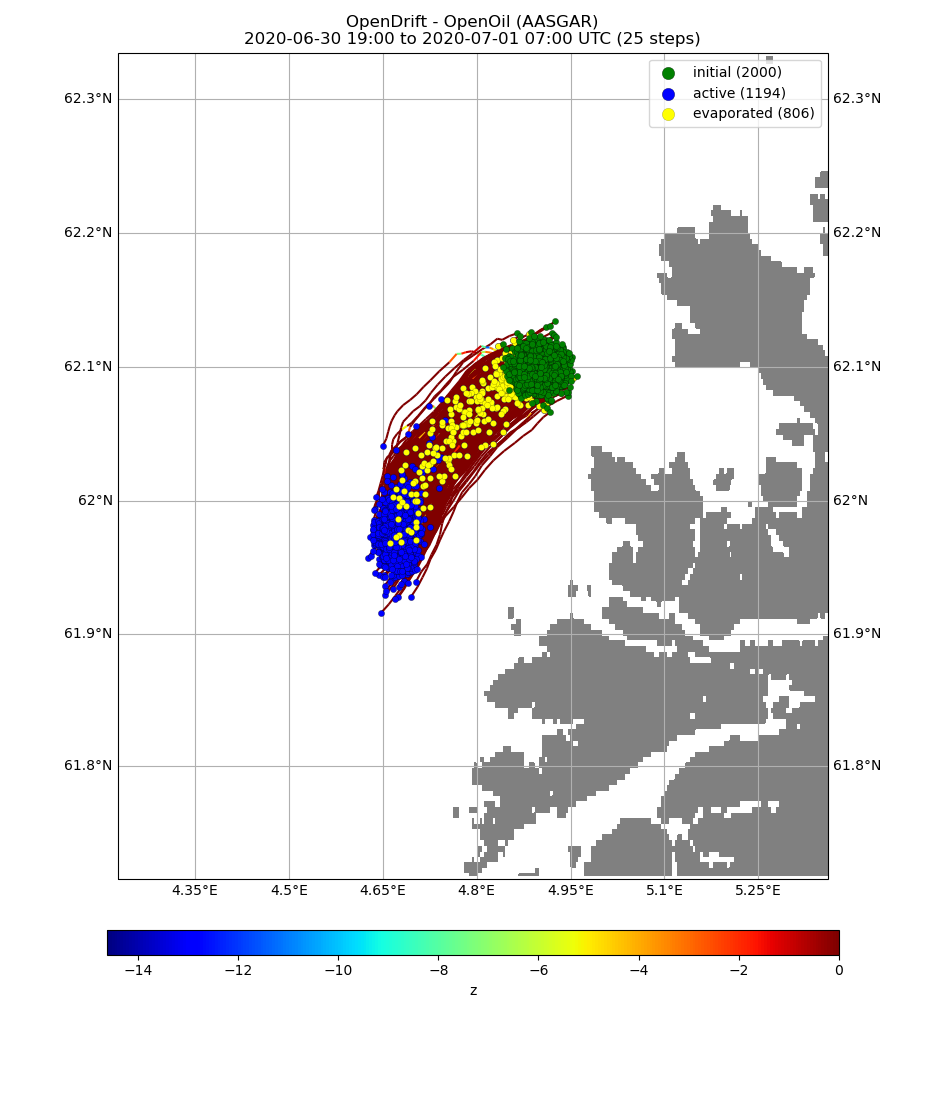 OpenDrift - OpenOil (AASGAR)
2020-06-30 19:00 to 2020-07-01 07:00 UTC (25 steps)
initial (2000)
active (1194)
evaporated (806)
62.3°N 62.3°N
62.2°N 62.2°N
62.1°N 62.1°N
62°N 62°N
61.9°N 61.9°N
61.8°N 61.8°N
4.35°E 4.5°E 4.65°E 4.8°E 4.95°E 5.1°E 5.25°E
−14 −12 −10 −8 −6 −4 −2 0
z